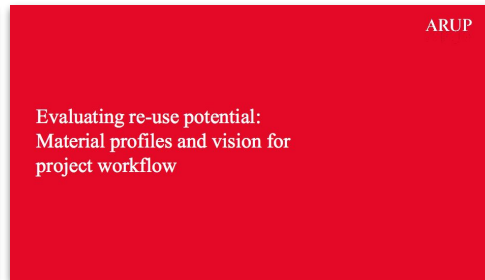 ARUP
Evaluating re-use potential:
Material profiles and vision for
project workflow